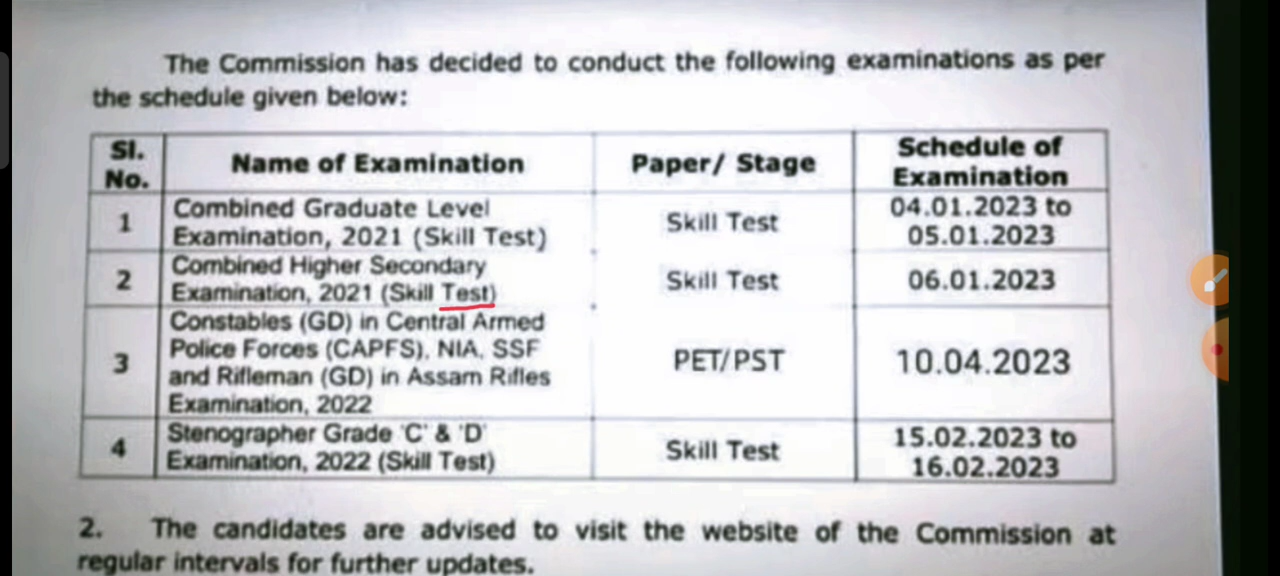 The Commission has decided to conduct the following examinations as per
the schedule given below:
Sl.
No.
Name of Examination
Paper/ Stage
Schedule of
Examination
1
Combined Graduate Level
Examination, 2021 (Skill Test)
Skill Test
04.01.2023 to
05.01.2023
2
Combined Higher Secondary
Examination, 2021 (Skill Test)
Skill Test
06.01.2023
3
Constables (GD) in Central Armed
Police Forces (CAPFS), NIA, SSF
and Rifleman (GD) in Assam Rifles
Examination, 2022
PET/PST
10.04.2023
4
Stenographer Grade 'C' & 'D'
Examination, 2022 (Skill Test)
Skill Test
15.02.2023 to
16.02.2023
2. The candidates are advised to visit the website of the Commission at
regular intervals for further updates.